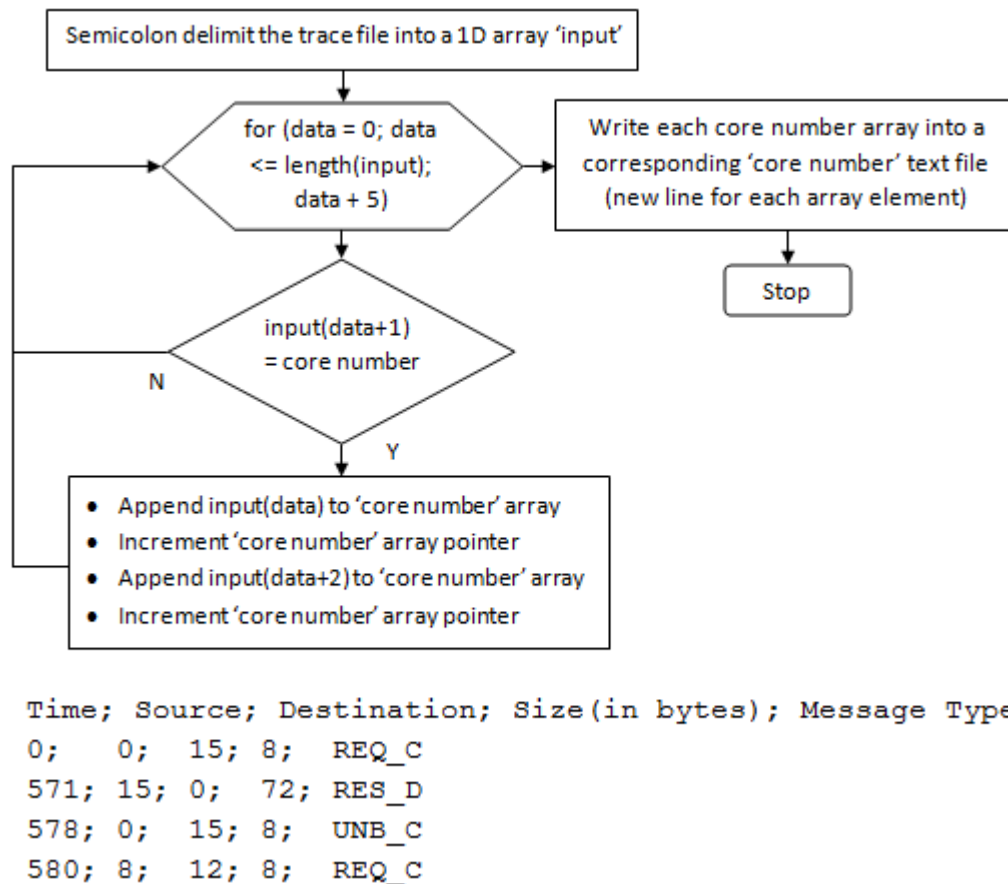 Semicolon delimit the trace file into a 1D array ‘input’
for (data = 0; data
<= length(input);
data + 5)
Write each core number array into a
corresponding ‘core number’ text file
(new line for each array element)
Stop
input(data+1)
= core number
N
Y
• Append input(data) to ‘core number’ array
• Increment ‘core number’ array pointer
• Append input(data+2) to ‘core number’ array
• Increment ‘core number’ array pointer
Time; Source; Destination; Size(in bytes); Message Type
0; 0; 15; 8; REQ_C
571; 15; 0; 72; RES_D
578; 0; 15; 8; UNB_C
580; 8; 12; 8; REQ_C